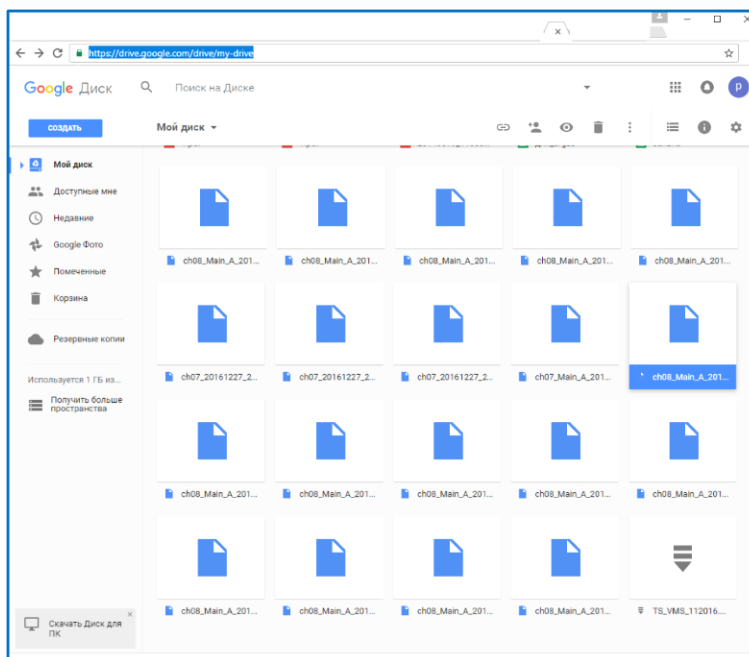 https://drive.google.com/drive/my-drive
Google Диск
Поиск на Диске
p
СОЗДАТЬ
Мой диск
Мой диск
Доступные мне
Недавние
Google Фото
Помеченные
Корзина
Резервные копии
Используется 1 ГБ из...
Получить больше
пространства
Скачать Диск для
ПК
ch08_Main_A_201... ch08_Main_A_201... ch08_Main_A_201... ch08_Main_A_201... ch08_Main_A_201...
ch07_20161227_2... ch07_20161227_2... ch07_20161227_2... ch07_Main_A_201... ch08_Main_A_201...
ch08_Main_A_201... ch08_Main_A_201... ch08_Main_A_201... ch08_Main_A_201... ch08_Main_A_201...
ch08_Main_A_201... ch08_Main_A_201... ch08_Main_A_201... ch08_Main_A_201... TS_VMS_112016....